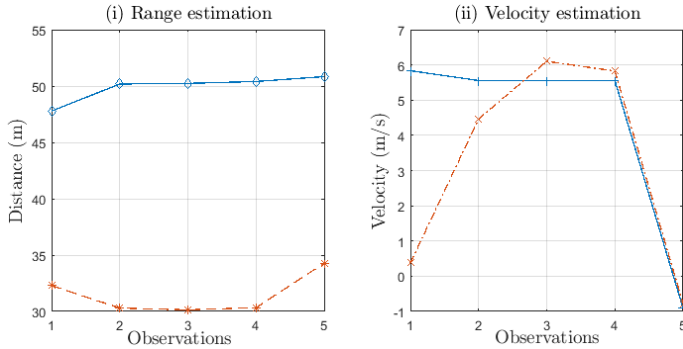 (i) Range estimation
55
50
45
40
35
30
Distance (m)
1 2 3 4 5
Observations
(ii) Velocity estimation
7
6
5
4
3
2
1
0
-1
Velocity (m/s)
1 2 3 4 5
Observations